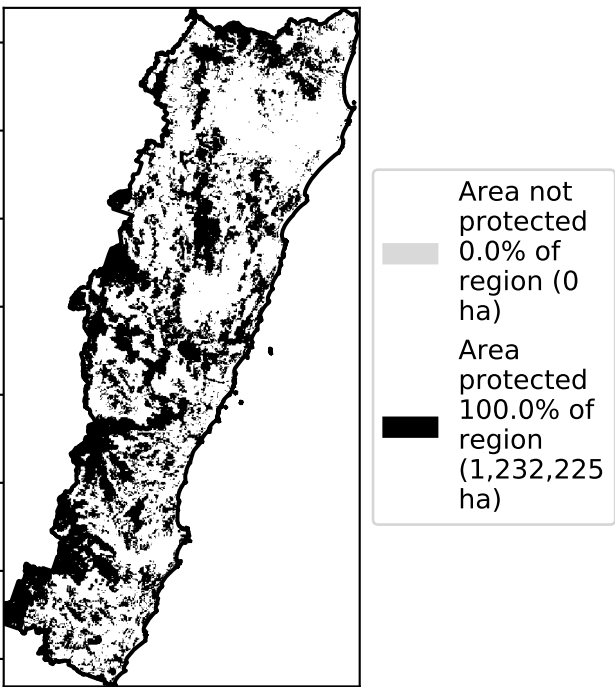 Area not
protected
0.0% of
region (0
ha)
Area
protected
100.0% of
region
(1,232,225
ha)